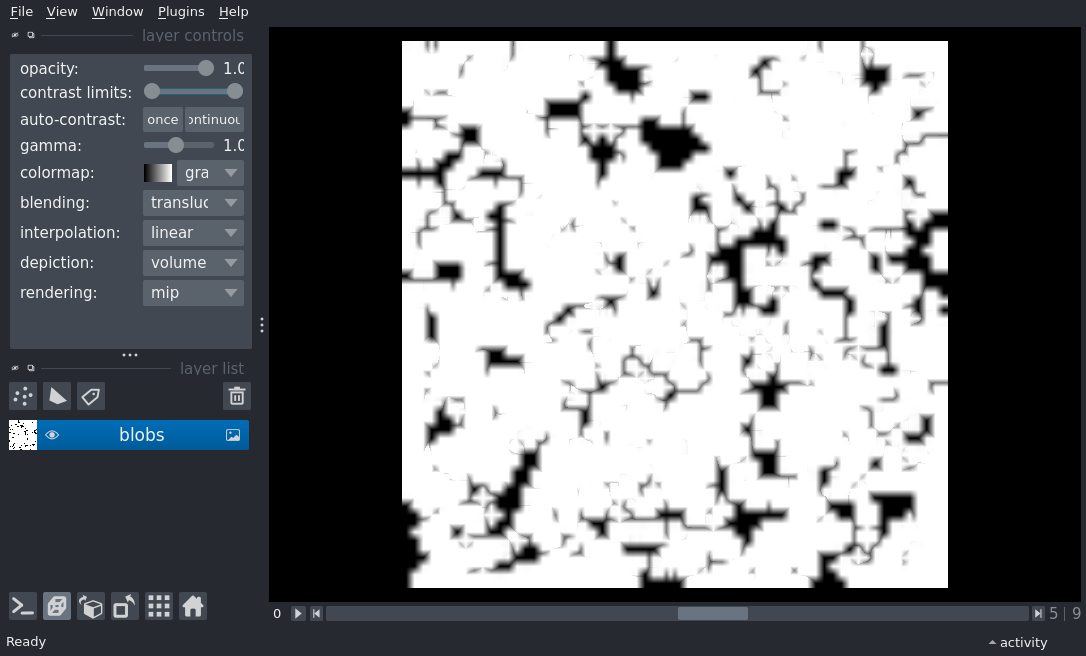 File View Window Plugins Help
layer controls
opacity: 1.0
contrast limits:
auto-contrast: once ontinuou
gamma: 1.0
colormap: gra
blending: transluc
interpolation: linear
depiction: volume
rendering: mip
layer list
blobs
0 5 | 9
Ready activity